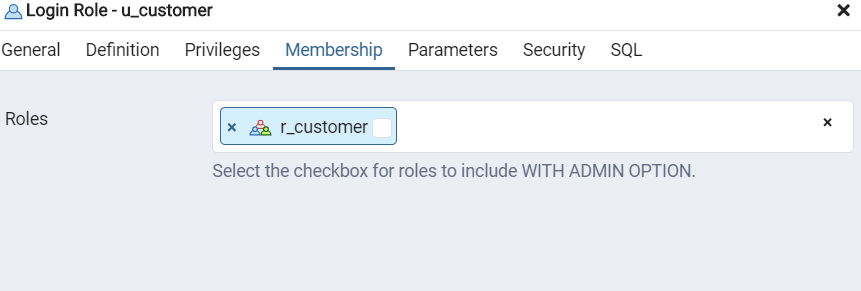 Login Role - u_customer
General Definition Privileges Membership Parameters Security SQL
Roles
r_customer
Select the checkbox for roles to include WITH ADMIN OPTION.